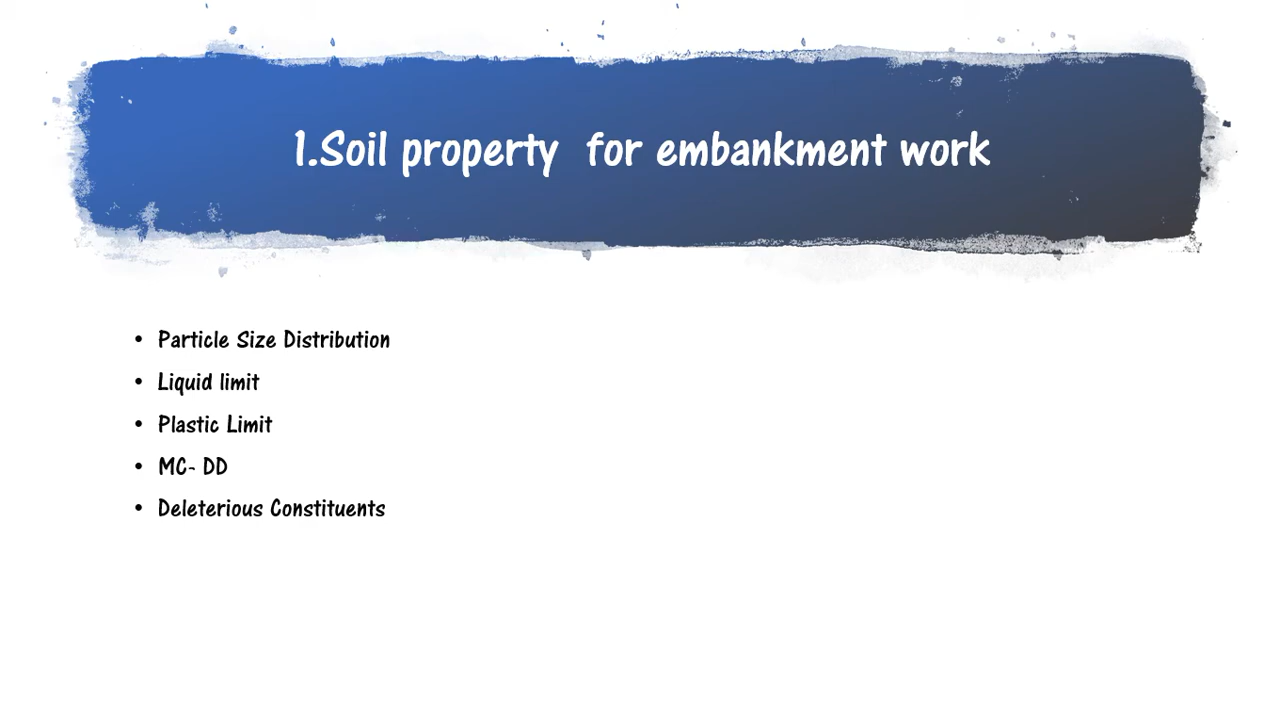 1.Soil property for embankment work
• Particle Size Distribution
• Liquid limit
• Plastic Limit
• MC- DD
• Deleterious Constituents